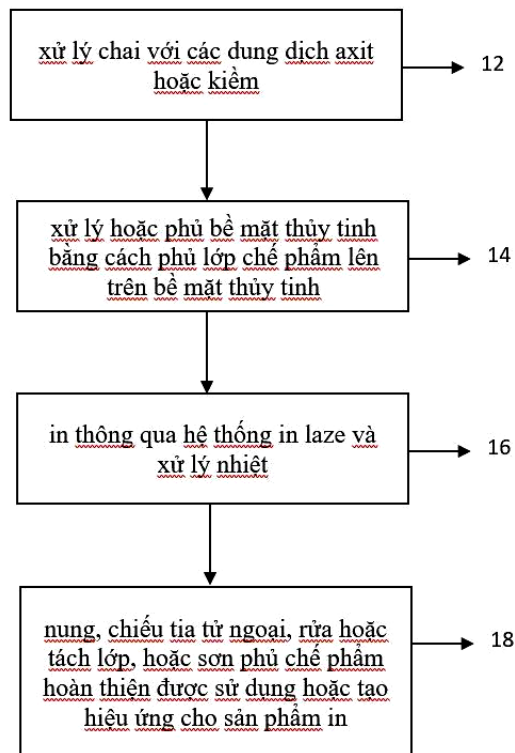 xử lý chai với các dung dịch axit
hoặc kiềm
12
xử lý hoặc phủ bề mặt thủy tinh
bằng cách phủ lớp chế phẩm lên
trên bề mặt thủy tinh
14
in thông qua hệ thống in laze và
xử lý nhiệt
16
nung, chiếu tia tử ngoại, rửa hoặc
tách lớp, hoặc sơn phủ chế phẩm
hoàn thiện được sử dụng hoặc tạo
hiệu ứng cho sản phẩm in
18